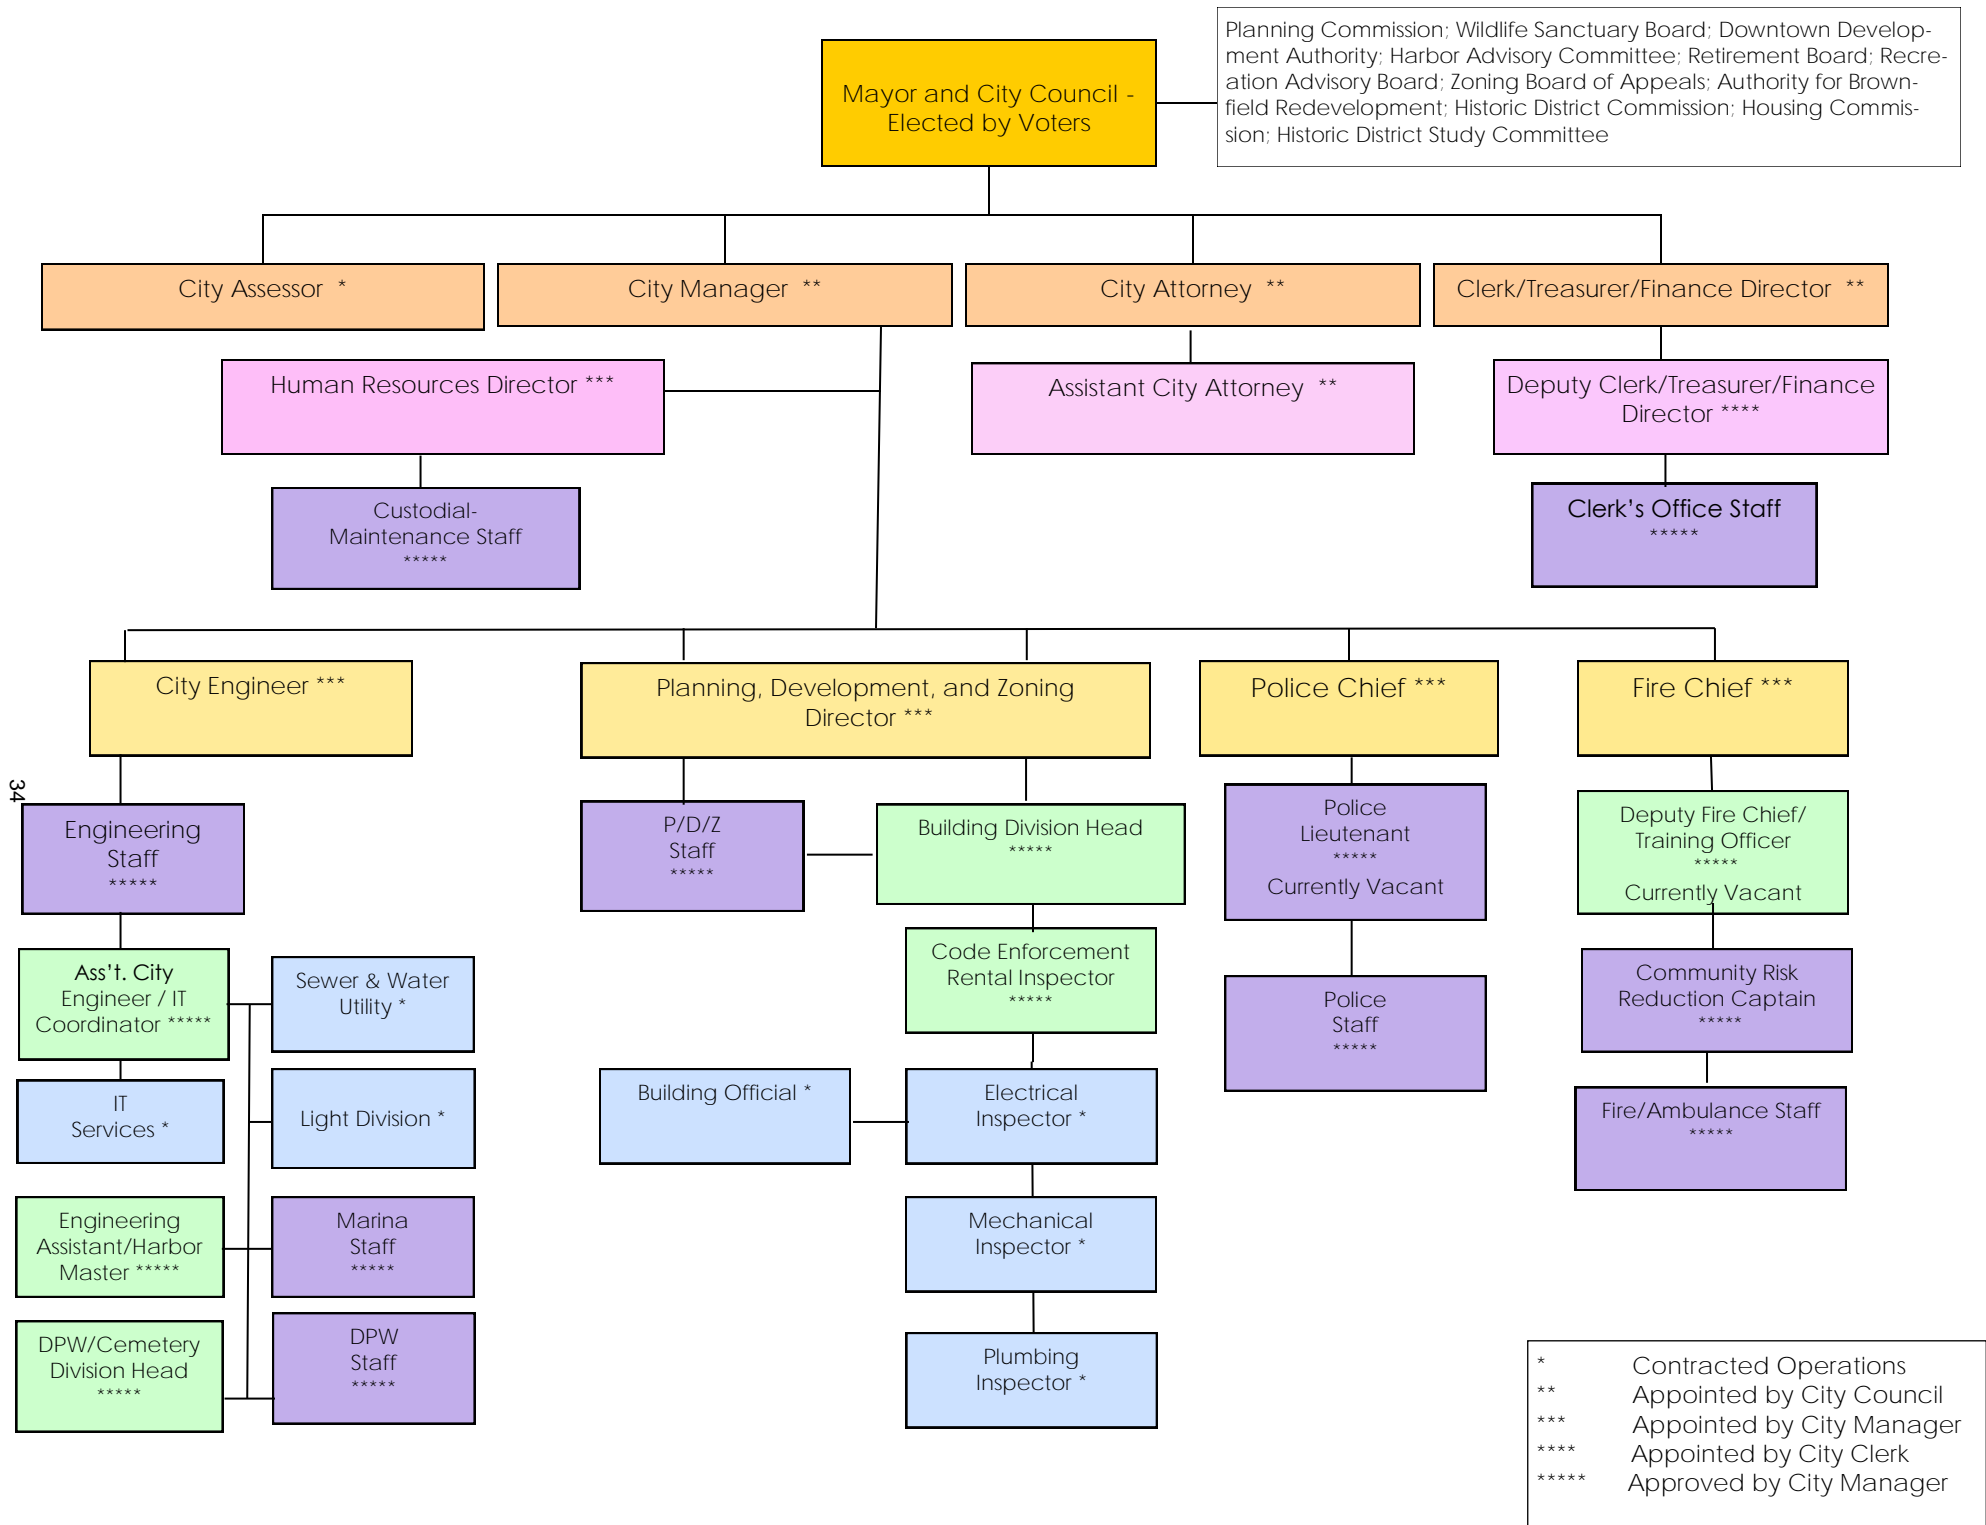 Planning Commission; Wildlife Sanctuary Board; Downtown Develop-
ment Authority; Harbor Advisory Committee; Retirement Board; Recre-
ation Advisory Board; Zoning Board of Appeals; Authority for Brown-
field Redevelopment; Historic District Commission; Housing Commis-
sion; Historic District Study Committee
Mayor and City Council -
Elected by Voters
City Assessor *
City Manager **
City Attorney **
Clerk/Treasurer/Finance Director **
Human Resources Director ***
Assistant City Attorney **
Deputy Clerk/Treasurer/Finance
Director ****
Custodial-
Maintenance Staff
*****
Clerk's Office Staff
*****
City Engineer ***
Planning, Development, and Zoning
Director ***
Police Chief ***
Fire Chief ***
34
Engineering
Staff
*****
P/D/Z
Staff
*****
Building Division Head
*****
Police
Lieutenant
*****
Currently Vacant
Deputy Fire Chief/
Training Officer
*****
Currently Vacant
Ass't. City
Engineer / IT
Coordinator *****
Sewer & Water
Utility *
Code Enforcement
Rental Inspector
*****
Police
Staff
*****
Community Risk
Reduction Captain
*****
IT
Services *
Light Division *
Building Official *
Electrical
Inspector *
Fire/Ambulance Staff
*****
Engineering
Assistant/Harbor
Master *****
Marina
Staff
*****
Mechanical
Inspector *
DPW/Cemetery
Division Head
*****
DPW
Staff
*****
Plumbing
Inspector *
* Contracted Operations
** Appointed by City Council
*** Appointed by City Manager
**** Appointed by City Clerk
***** Approved by City Manager